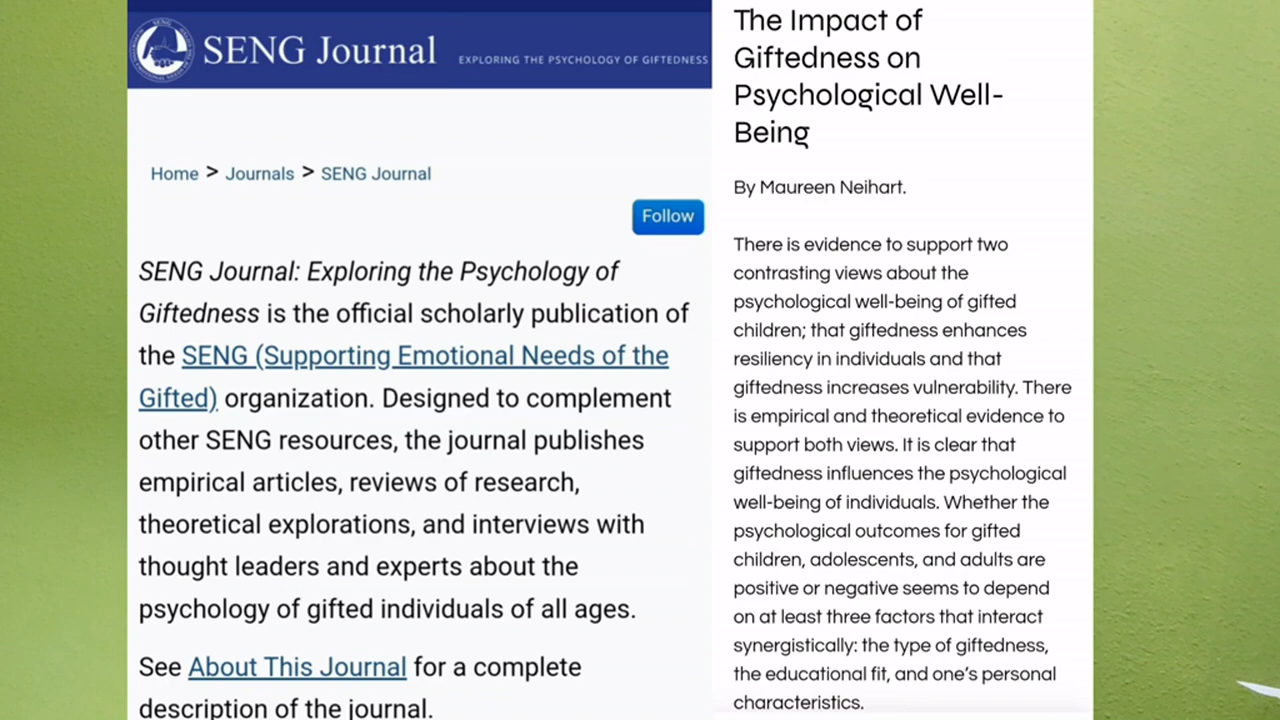 SENG Journal
EXPLORING THE PSYCHOLOGY OF GIFTEDNESS
Home > Journals > SENG Journal
Follow
SENG Journal: Exploring the Psychology of
Giftedness is the official scholarly publication of
the SENG (Supporting Emotional Needs of the
Gifted) organization. Designed to complement
other SENG resources, the journal publishes
empirical articles, reviews of research,
theoretical explorations, and interviews with
thought leaders and experts about the
psychology of gifted individuals of all ages.
See About This Journal for a complete
description of the journal.
The Impact of
Giftedness on
Psychological Well-
Being
By Maureen Neihart.
There is evidence to support two
contrasting views about the
psychological well-being of gifted
children; that giftedness enhances
resiliency in individuals and that
giftedness increases vulnerability. There
is empirical and theoretical evidence to
support both views. It is clear that
giftedness influences the psychological
well-being of individuals. Whether the
psychological outcomes for gifted
children, adolescents, and adults are
positive or negative seems to depend
on at least three factors that interact
synergistically: the type of giftedness,
the educational fit, and one's personal
characteristics.